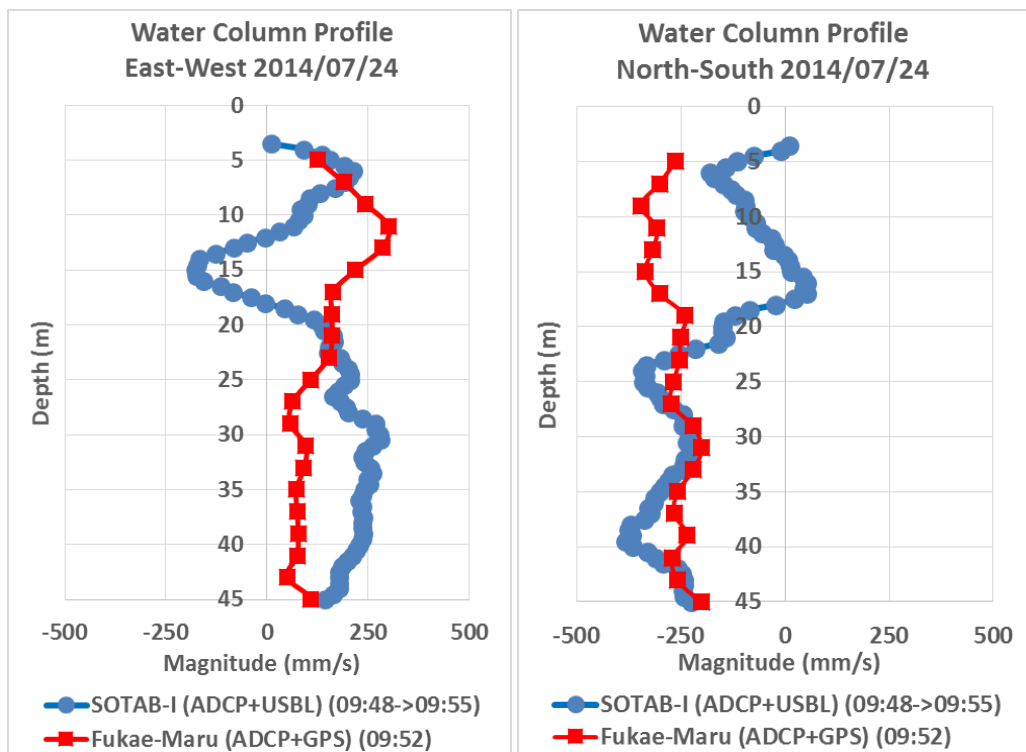 Water Column Profile
East-West 2014/07/24
0
5
10
15
20
25
30
35
40
45
Depth (m)
-500 -250 0 250 500
Magnitude (mm/s)
SOTAB-I (ADCP+USBL) (09:48->09:55)
Fukae-Maru (ADCP+GPS) (09:52)
Water Column Profile
North-South 2014/07/24
0
5
10
15
20
25
30
35
40
45
Depth (m)
-500 -250 0 250 500
Magnitude (mm/s)
SOTAB-I (ADCP+USBL) (09:48->09:55)
Fukae-Maru (ADCP+GPS) (09:52)